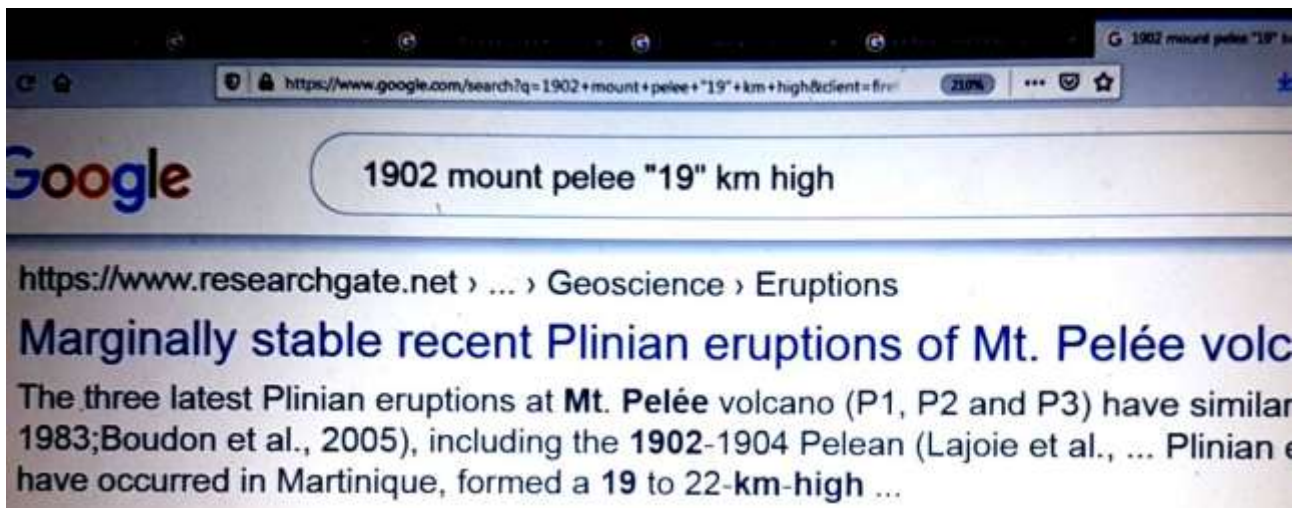 G 1902 mount pelee "19"
https://www.google.com/search?q=1902+mount+pelee+"19"+km+high&client=fire
210%
Google
1902 mount pelee "19" km high
https://www.researchgate.net › ... › Geoscience › Eruptions
Marginally stable recent Plinian eruptions of Mt. Pelée volc
The three latest Plinian eruptions at Mt. Pelée volcano (P1, P2 and P3) have similar
1983;Boudon et al., 2005), including the 1902-1904 Pelean (Lajoie et al., ... Plinian e
have occurred in Martinique, formed a 19 to 22-km-high ...